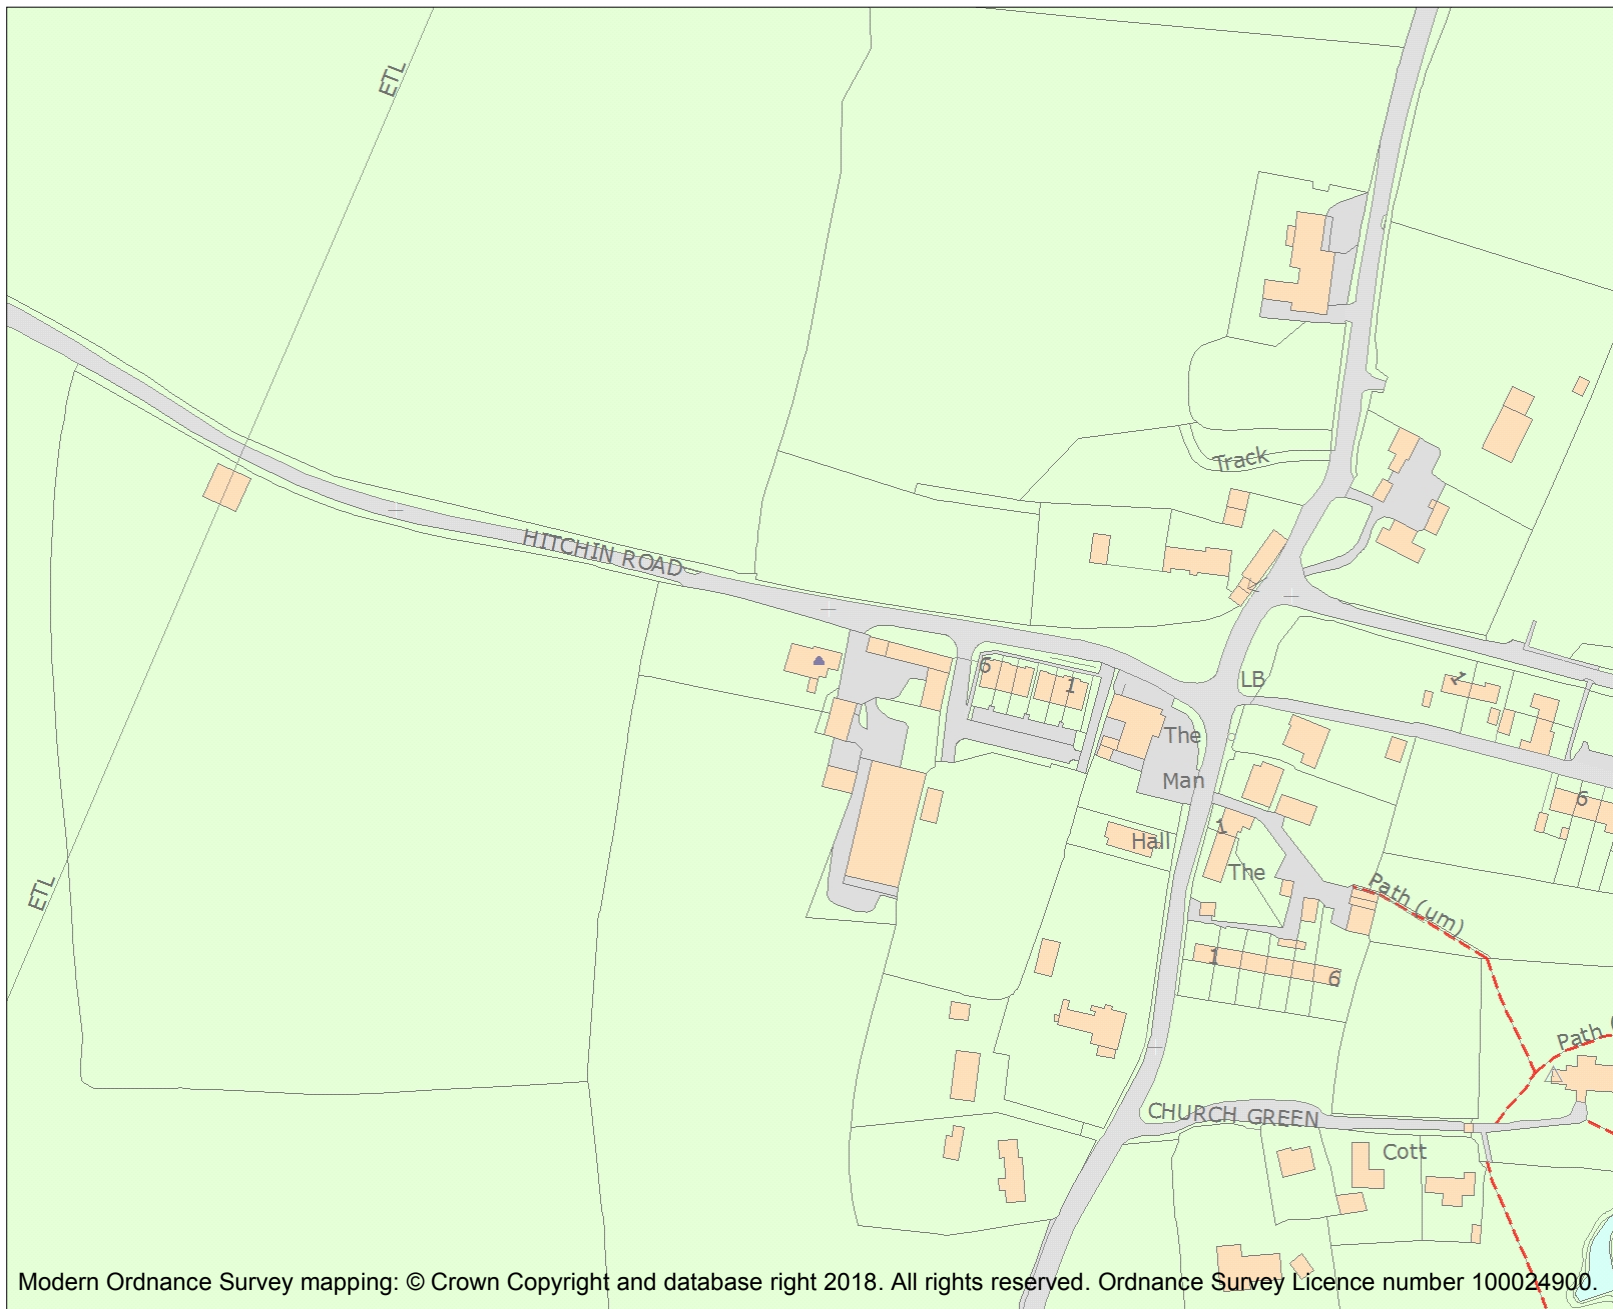 ETL
Track
HITCHIN ROAD
6
1
LB
1
The
Man
6
Hall
1
The
ETL
Path (um)
1
6
Path (
CHURCH GREEN
Cott
Modern Ordnance Survey mapping: © Crown Copyright and database right 2018. All rights reserved. Ordnance Survey Licence number 100024900.